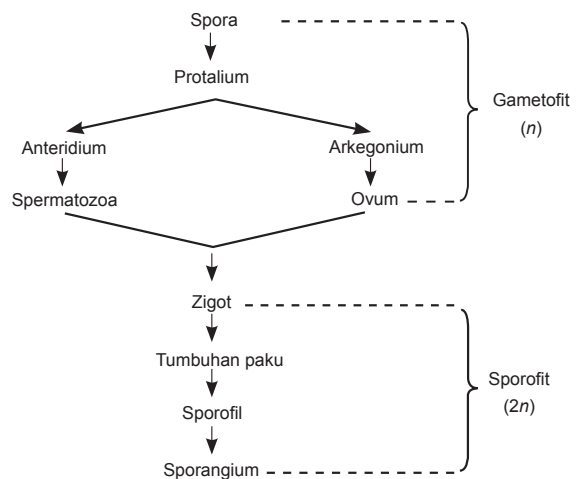 Spora
Protalium
Gametofit
(n)
Anteridium
Arkegonium
Spermatozoa
Ovum
Zigot
Tumbuhan paku
Sporofit
(2n)
Sporofil
Sporangium